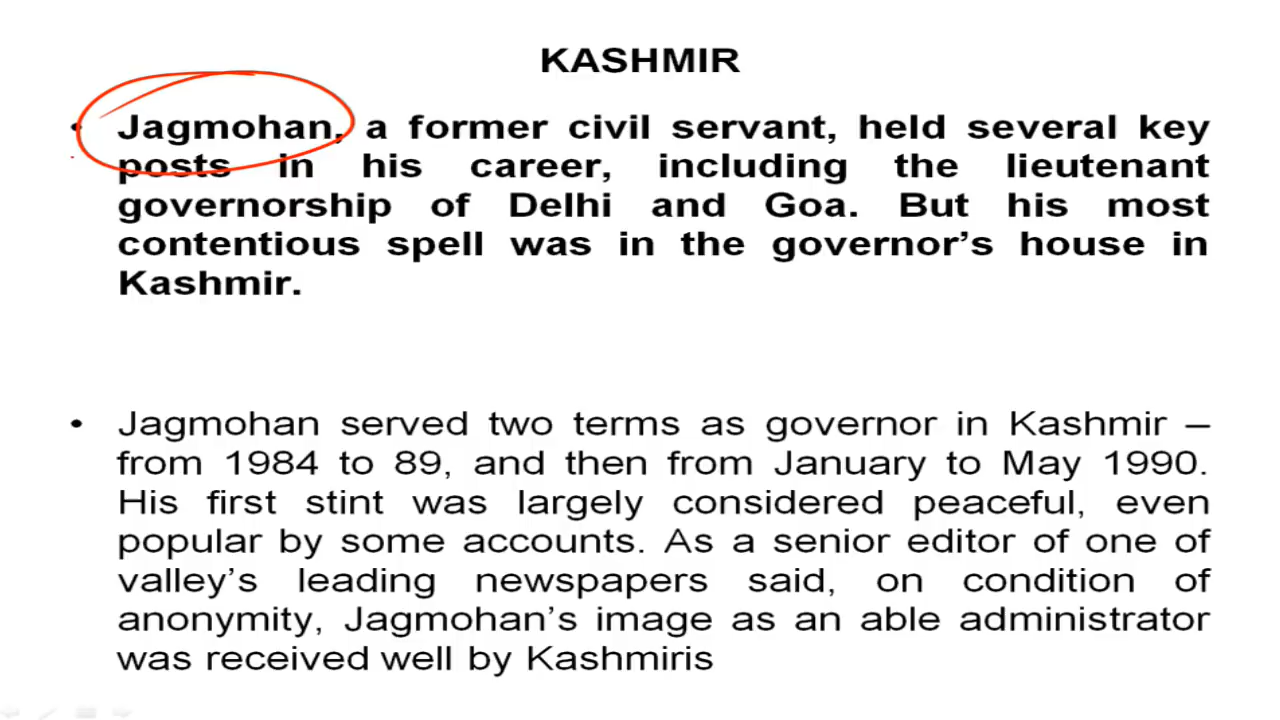 KASHMIR
• Jagmohan, a former civil servant, held several key
posts in his career, including the lieutenant
governorship of Delhi and Goa. But his most
contentious spell was in the governor’s house in
Kashmir.
• Jagmohan served two terms as governor in Kashmir –
from 1984 to 89, and then from January to May 1990.
His first stint was largely considered peaceful, even
popular by some accounts. As a senior editor of one of
valley’s leading newspapers said, on condition of
anonymity, Jagmohan’s image as an able administrator
was received well by Kashmiris